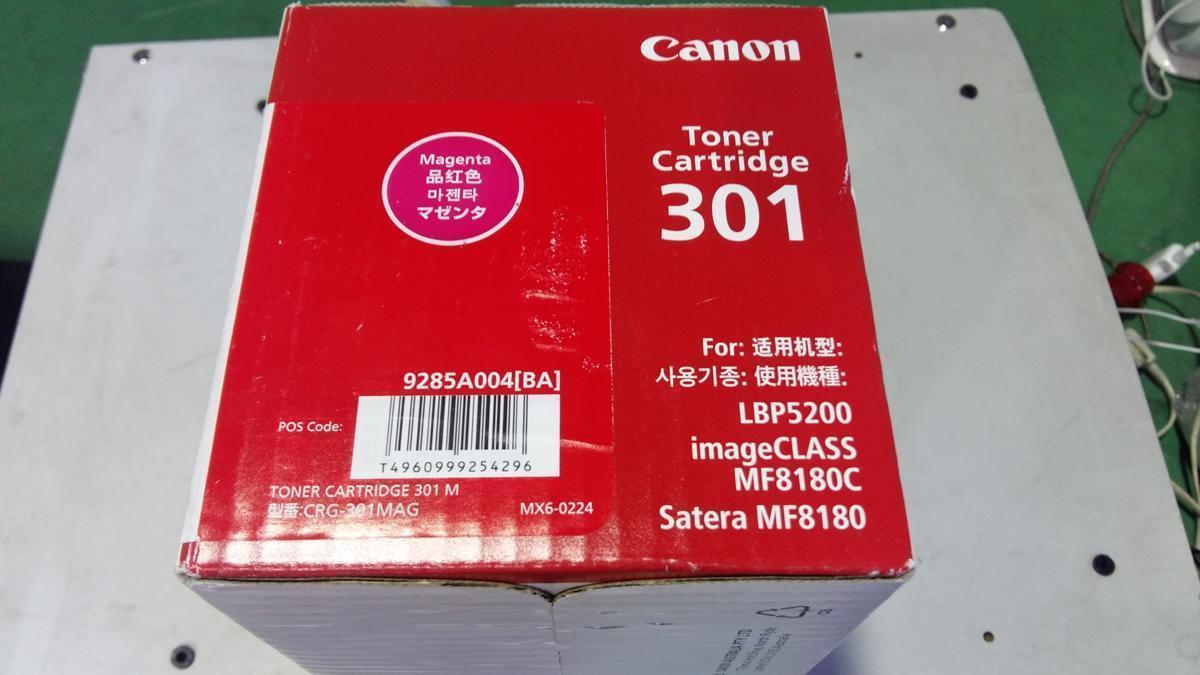 Canon
Toner
Cartridge
301
Magenta
品红色
마젠타
マゼンタ
For: 适用机型:
사용기종: 使用機種:
LBP5200
imageCLASS
MF8180C
Satera MF8180
9285A004[BA]
POS Code:
T4960999254296
TONER CARTRIDGE 301 M
型番:CRG-301MAG
MX6-0224